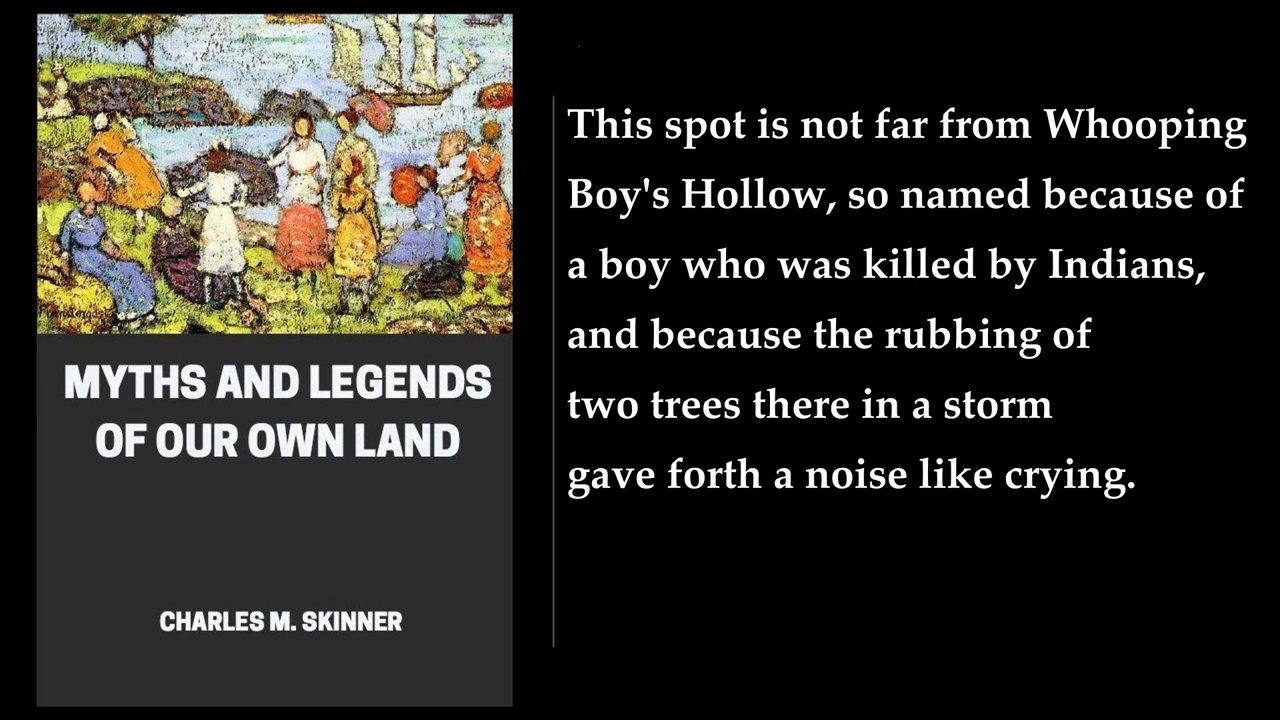 MYTHS AND LEGENDS
OF OUR OWN LAND
CHARLES M. SKINNER
This spot is not far from Whooping
Boy's Hollow, so named because of
a boy who was killed by Indians,
and because the rubbing of
two trees there in a storm
gave forth a noise like crying.